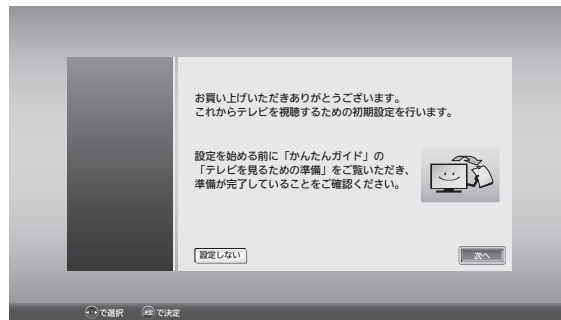 お買い上げいただきありがとうございます。
これからテレビを視聴するための初期設定を行います。
設定を始める前に「かんたんガイド」の
「テレビを見るための準備」をご覧いただき、
準備が完了していることをご確認ください。
設定しない
次へ
で選択 決定 で決定